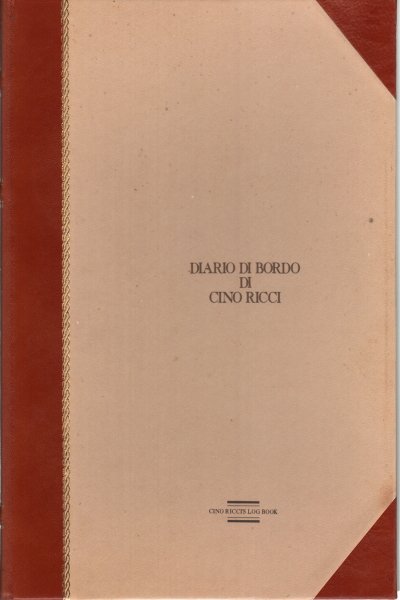 DIARIO DI BORDO
DI
CINO RICCI
CINO RICCI'S LOG BOOK